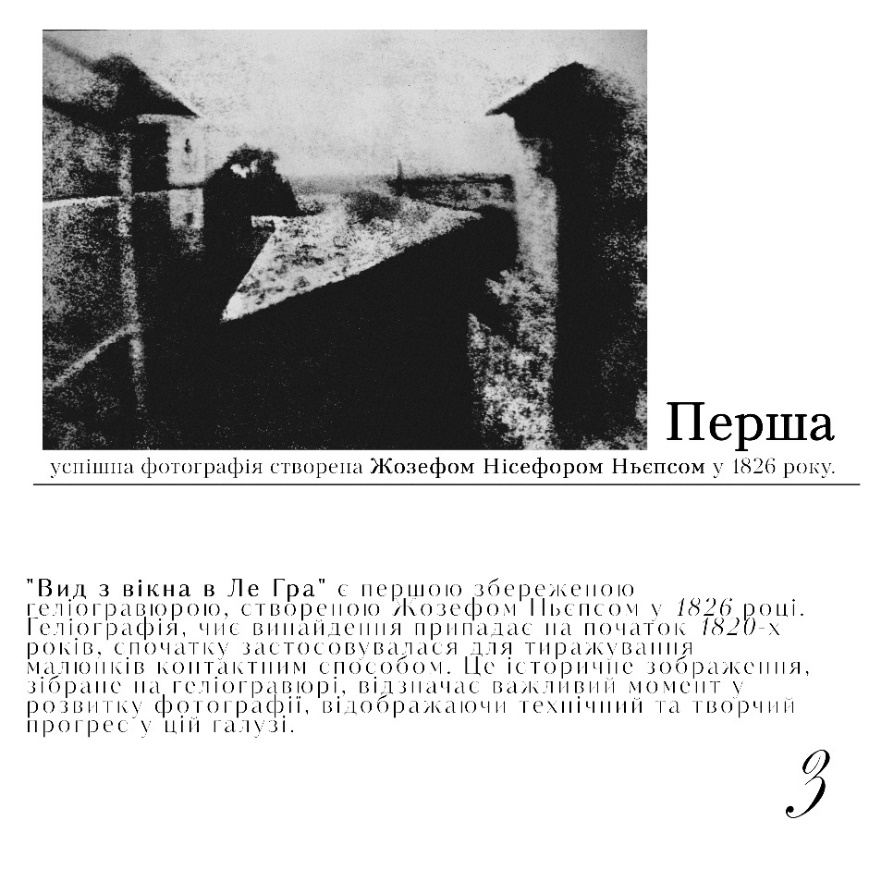 Перша
успішна фотографія створена Жозефом Нісефором Ньєпсом у 1826 року.
"Вид з вікна в Ле Гра" є першою збереженою
геліогравюрою, створеною Жозефом Ньєпсом у 1826 році.
Геліографія, чиє винайдення припадає на початок 1820-х
років, спочатку застосовувалася для тиражування
малюнків контактним способом. Це історичне зображення,
зібране на геліогравюрі, відзначає важливий момент у
розвитку фотографії, відображаючи технічний та творчий
прогрес у цій галузі.
3